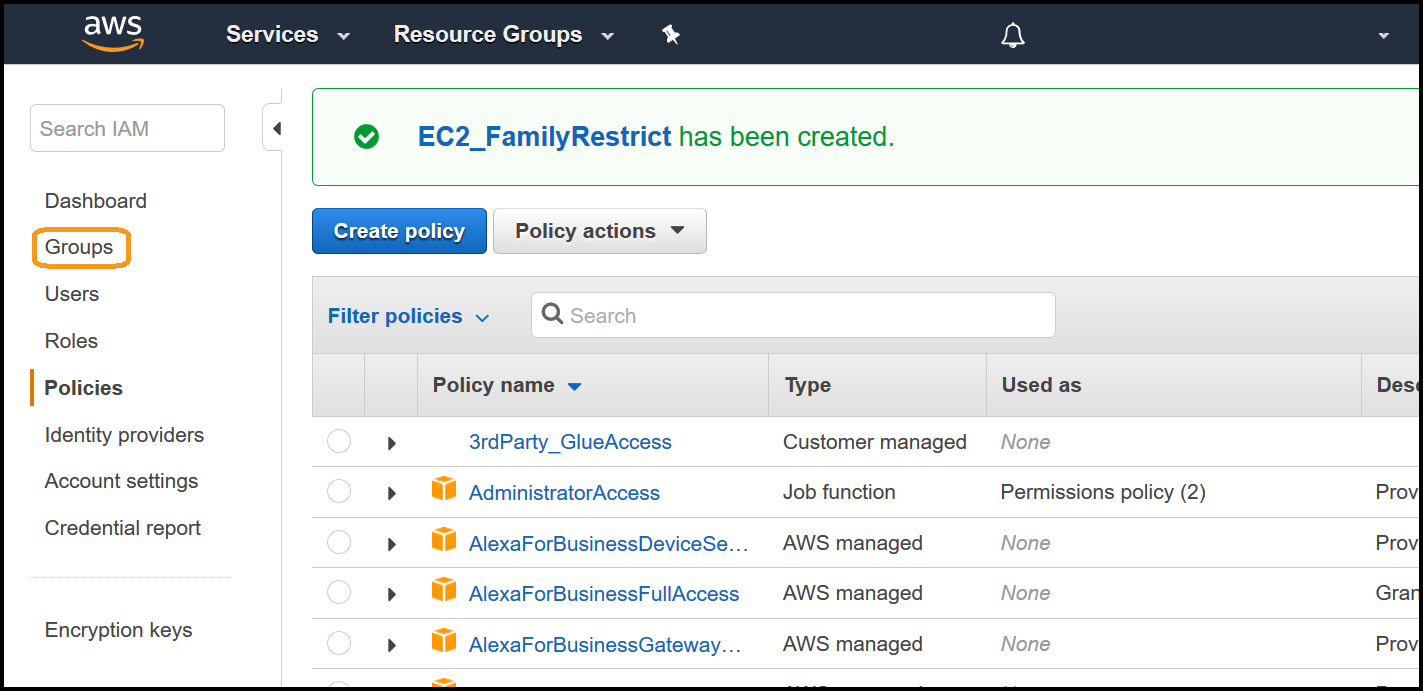 aws Services Resource Groups
Search IAM
Dashboard
Groups
Users
Roles
Policies
Identity providers
Account settings
Credential report
Encryption keys
EC2_FamilyRestrict has been created.
Create policy Policy actions
Filter policies Search
Policy name Type Used as Desc
3rdParty_GlueAccess Customer managed None
AdministratorAccess Job function Permissions policy (2) Prov
AlexaForBusinessDeviceSe… AWS managed None Prov
AlexaForBusinessFullAccess AWS managed None Gran
AlexaForBusinessGateway… AWS managed None Prov